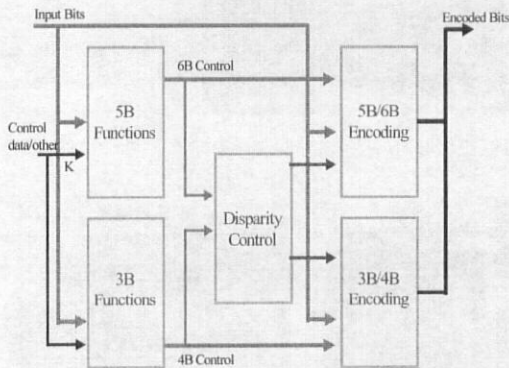 Input Bits
Encoded Bits
6B Control
5B
Functions
5B/6B
Encoding
Control
data/other
K
Disparity
Control
3B
Functions
3B/4B
Encoding
4B Control